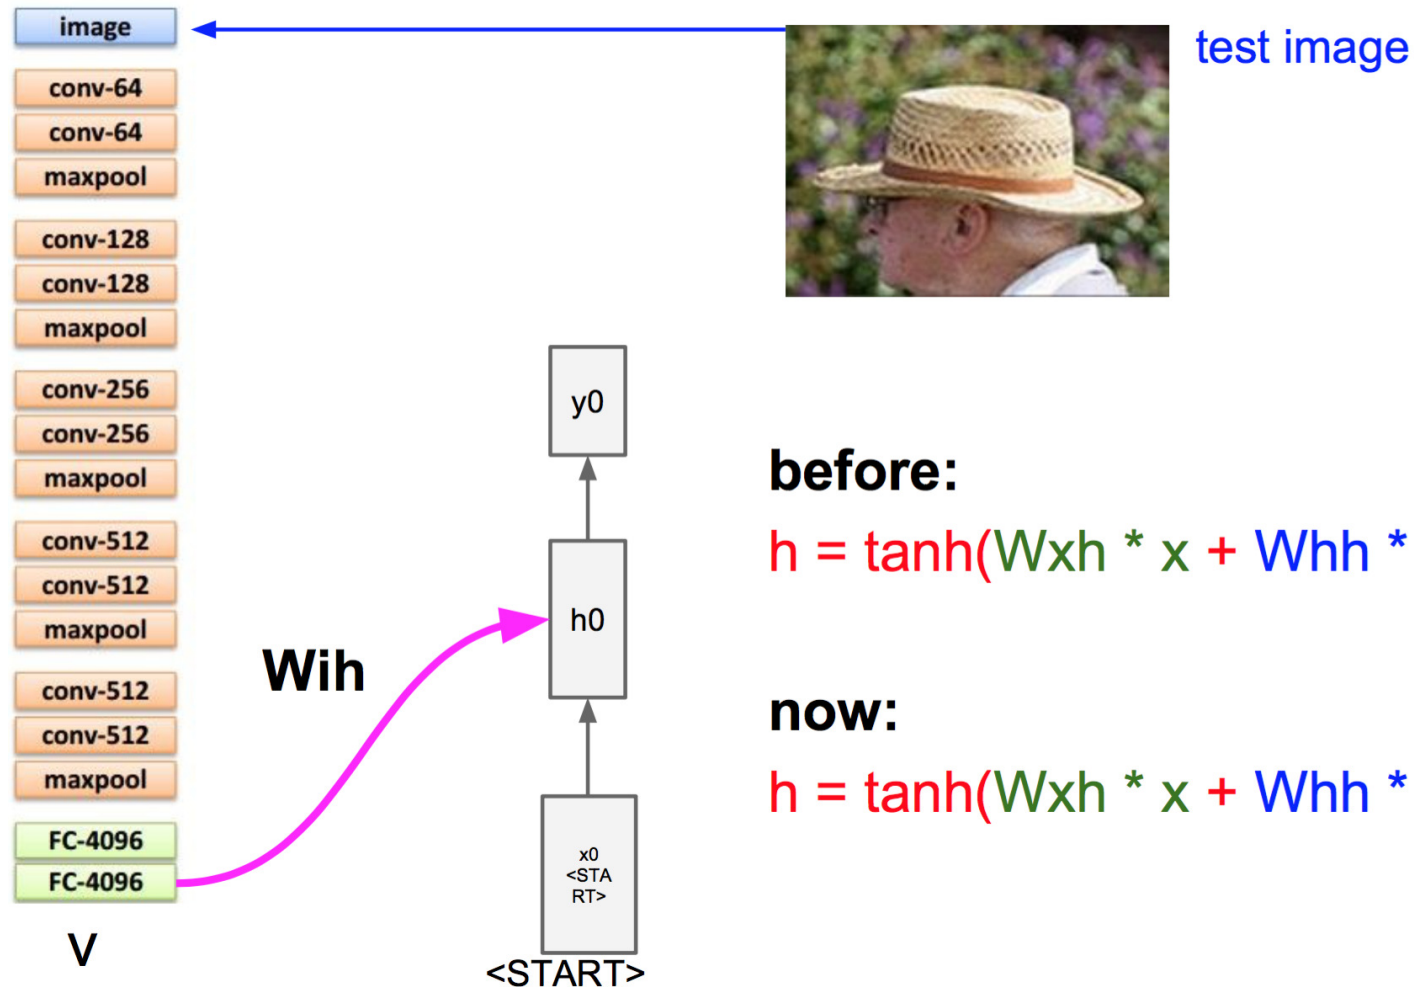 image
conv-64
conv-64
maxpool
conv-128
conv-128
maxpool
conv-256
conv-256
maxpool
conv-512
conv-512
maxpool
conv-512
conv-512
maxpool
FC-4096
FC-4096
v
Wih
y0
h0
x0
<STA
RT>
<START>
test image
before:
h = tanh(Wxh * x + Whh *
now:
h = tanh(Wxh * x + Whh *